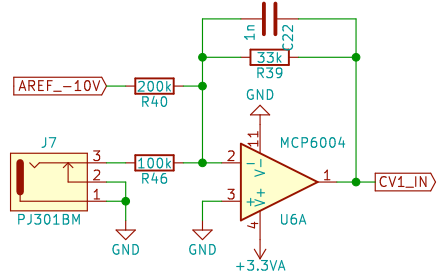 1n
C22
33k
R39
AREF_-10V
200k
R40
GND
11
MCP6004
V-
J7
3
100k
2
-
1
CV1_IN
2
R46
3
+
V+
1
4
U6A
PJ301BM
GND
GND
+3.3VA